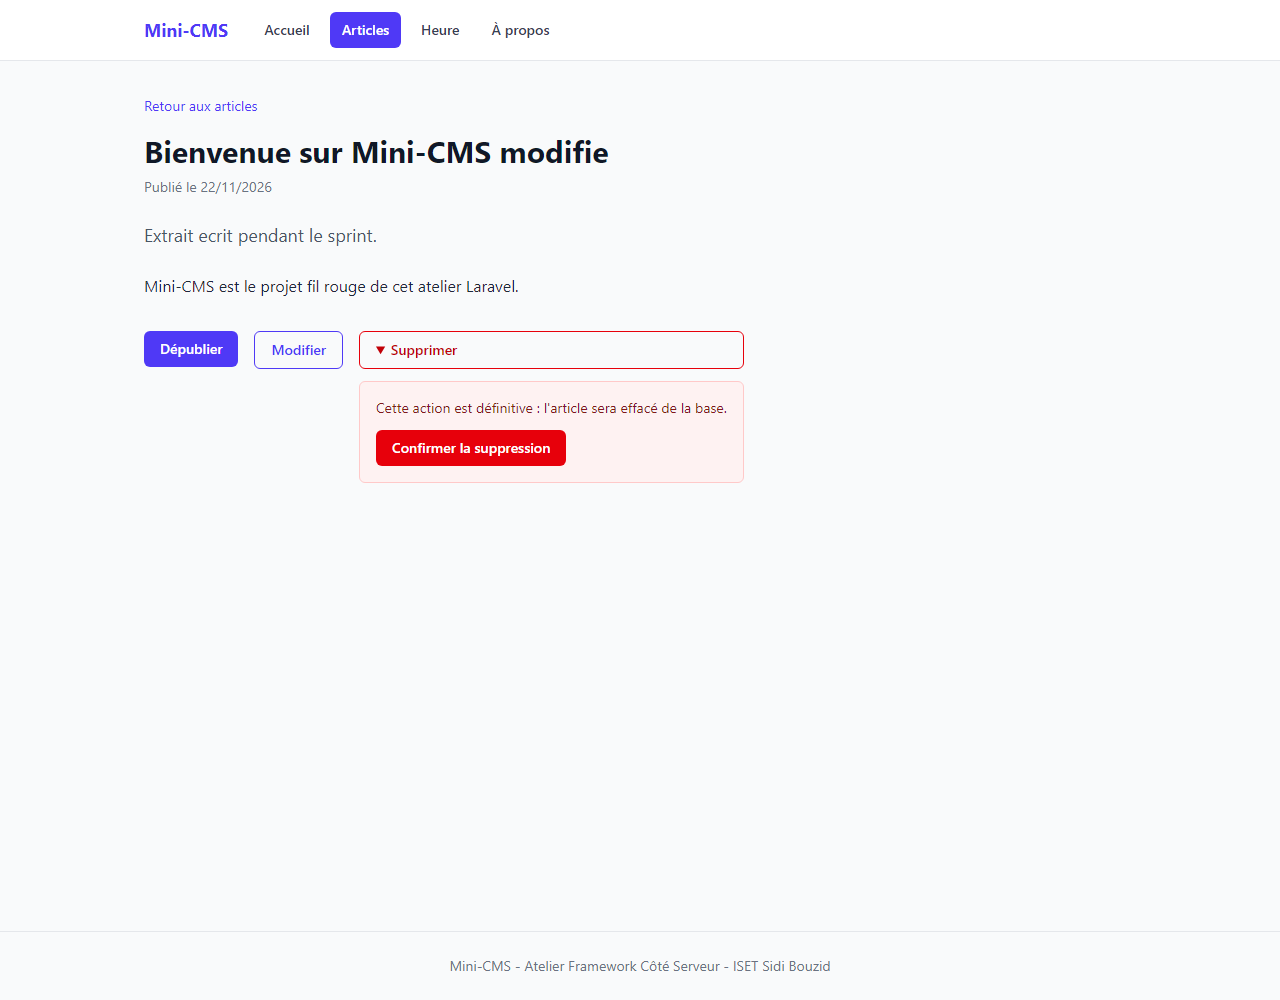 Mini-CMS Accueil Articles Heure À propos
Retour aux articles
Bienvenue sur Mini-CMS modifie
Publié le 22/11/2026
Extrait ecrit pendant le sprint.
Mini-CMS est le projet fil rouge de cet atelier Laravel.
Dépublier Modifier ▼ Supprimer
Cette action est définitive : l'article sera effacé de la base.
Confirmer la suppression
Mini-CMS - Atelier Framework Côté Serveur - ISET Sidi Bouzid